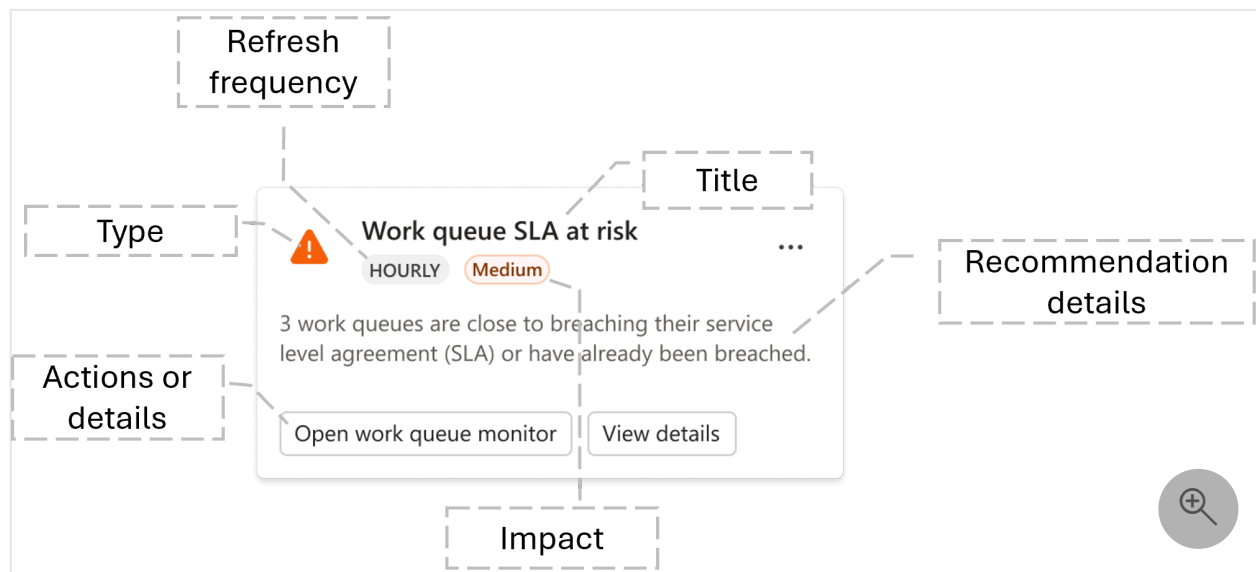 Refresh
frequency
Title
Type
Work queue SLA at risk
HOURLY
Medium
Recommendation
details
3 work queues are close to breaching their service
level agreement (SLA) or have already been breached.
Actions or
details
Open work queue monitor
View details
Impact